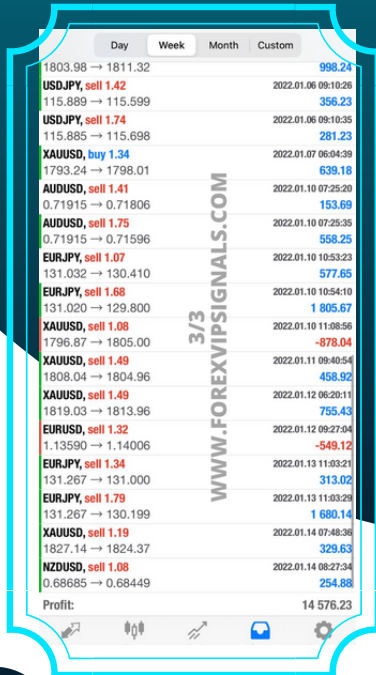 Day Week Month Custom
1803.98 → 1811.32 998.24
USDJPY, sell 1.42 2022.01.06 09:10:26
115.889 → 115.599 356.23
USDJPY, sell 1.74 2022.01.06 09:10:35
115.885 → 115.698 281.23
XAUUSD, buy 1.34 2022.01.07 06:04:39
1793.24 → 1798.01 639.18
AUDUSD, sell 1.41 2022.01.10 07:25:20
0.71915 → 0.71806 153.69
AUDUSD, sell 1.75 2022.01.10 07:25:35
0.71915 → 0.71596 558.25
EURJPY, sell 1.07 2022.01.10 10:53:23
131.032 → 130.410 577.65
EURJPY, sell 1.68 2022.01.10 10:54:10
131.020 → 129.800 1 805.67
XAUUSD, sell 1.08 2022.01.10 11:08:56
1796.87 → 1805.00 -878.04
XAUUSD, sell 1.49 2022.01.11 09:40:54
1808.04 → 1804.96 458.92
XAUUSD, sell 1.49 2022.01.12 06:20:11
1819.03 → 1813.96 755.43
EURUSD, sell 1.32 2022.01.12 09:27:04
1.13590 → 1.14006 -549.12
EURJPY, sell 1.34 2022.01.13 11:03:21
131.267 → 131.000 313.02
EURJPY, sell 1.79 2022.01.13 11:03:29
131.267 → 130.199 1 680.14
XAUUSD, sell 1.19 2022.01.14 07:48:36
1827.14 → 1824.37 329.63
NZDUSD, sell 1.08 2022.01.14 08:27:34
0.68685 → 0.68449 254.88
Profit: 14 576.23
3/3
WWW.FOREXVIPSIGNALS.COM